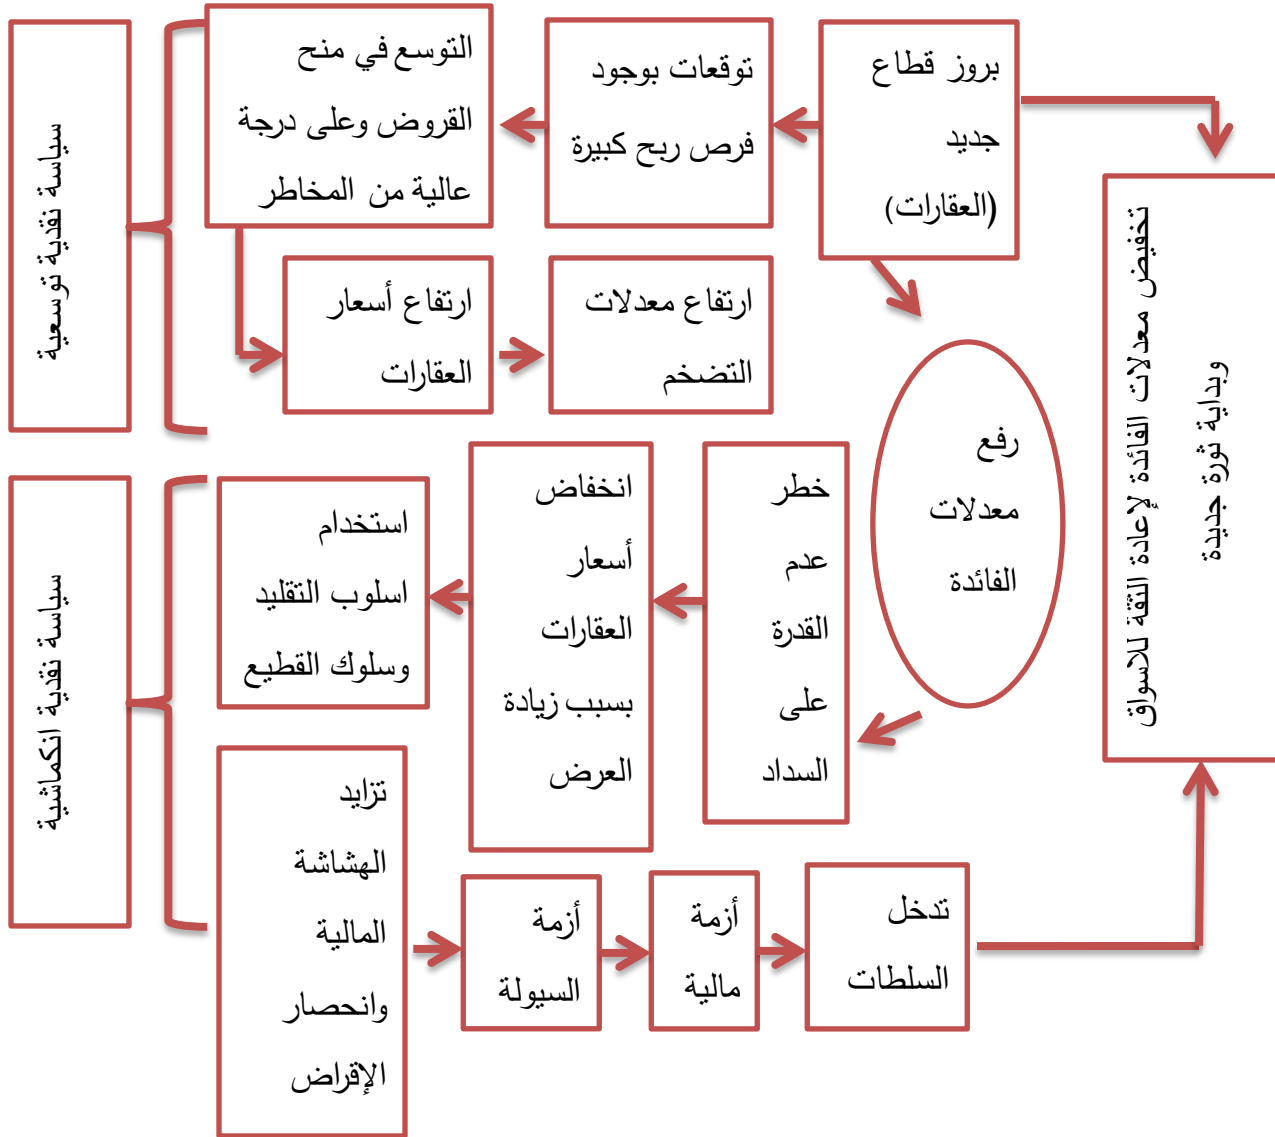 بروز قطاع
جديد
(العقارات)
توقعات بوجود
فرص ربح كبيرة
التوسع في منح
القروض وعلى درجة
عالية من المخاطر
سياسة نقدية توسعية
ارتفاع أسعار
العقارات
ارتفاع معدلات
التضخم
تخفيض معدلات الفائدة لإعادة الثقة للاسواق
وبداية ثورة جديدة
رفع
معدلات
الفائدة
خطر
عدم
القدرة
على
السداد
انخفاض
أسعار
العقارات
بسبب زيادة
العرض
استخدام
اسلوب التقليد
وسلوك القطيع
سياسة نقدية انكماشية
تزايد
الهشاشة
المالية
وانحصار
الإقراض
أزمة
السيولة
أزمة
مالية
تدخل
السلطات